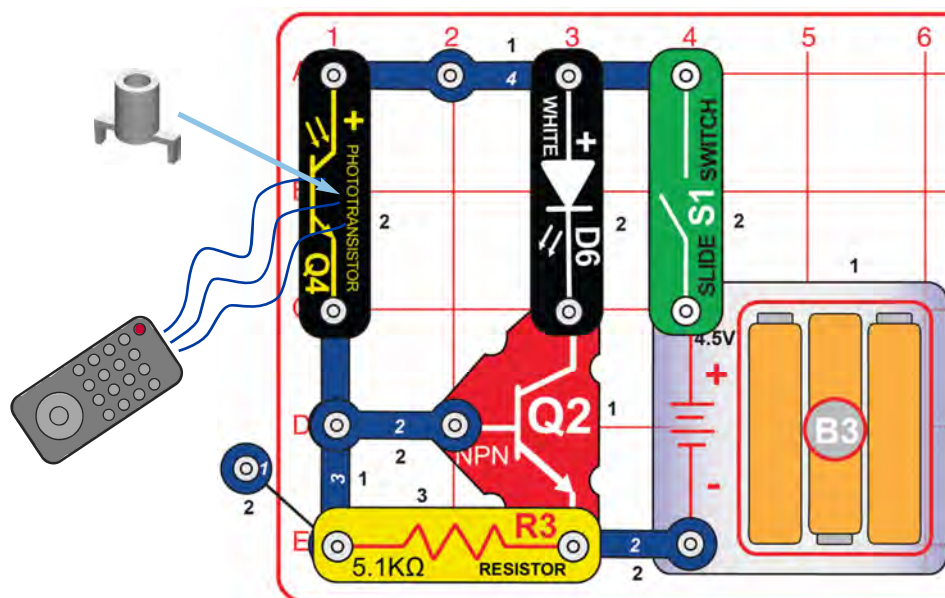 1 2 3 4 5 6
A
1
4
+
PHOTOTRANSISTOR
Q4
2
WHITE
+
D6
2
SLIDE SWITCH
S1
2
1
B
C
4.5V
+
-
B3
D
2
2
NPN
Q2
1
1
2
3
1
3
E
5.1KΩ
R3
RESISTOR
2
2